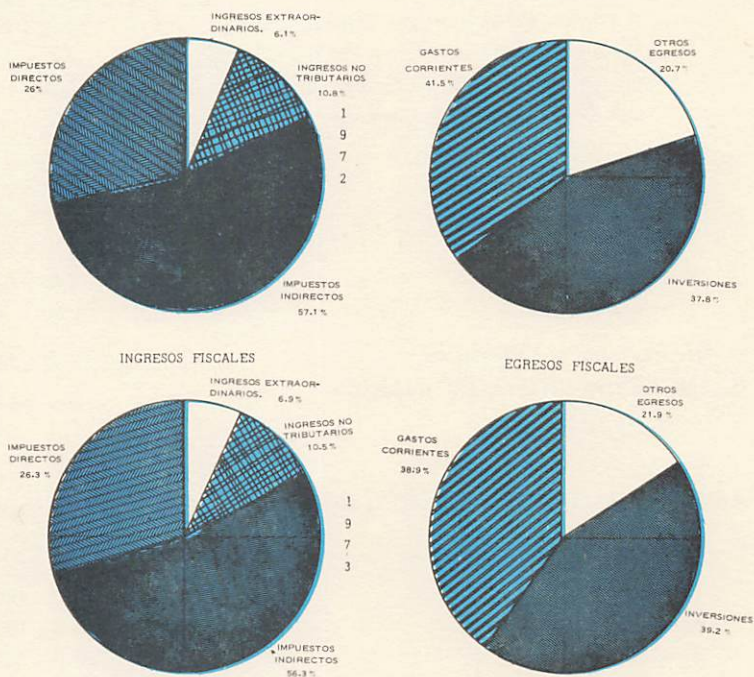 INGRESOS EXTRAOR-
DINARIOS.
6.1%
IMPUESTOS
DIRECTOS
26%
INGRESOS NO
TRIBUTARIOS
10.8%
1
9
7
2
IMPUESTOS
INDIRECTOS
57.1%
GASTOS
CORRIENTES
41.5%
OTROS
EGRESOS
20.7%
INVERSIONES
37.8%
INGRESOS FISCALES
EGRESOS FISCALES
INGRESOS EXTRAOR-
DINARIOS.
6.9%
IMPUESTOS
DIRECTOS
26.3%
INGRESOS NO
TRIBUTARIOS
10.5%
1
9
7
3
IMPUESTOS
INDIRECTOS
56.3%
GASTOS
CORRIENTES
38.9%
OTROS
EGRESOS
21.9%
INVERSIONES
39.2%